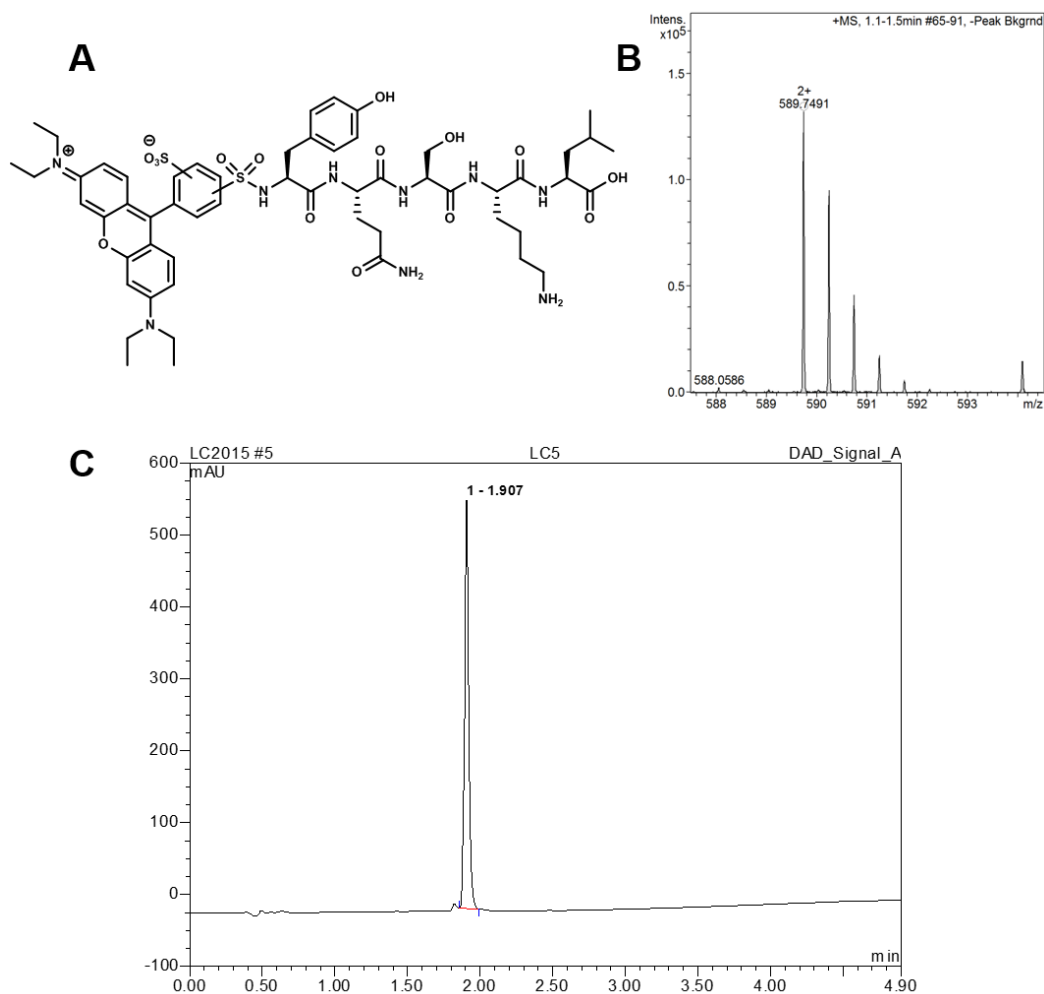 A
OH
O
N
⊕
O₃S
⊖
O
O
S
N
H
O
H
N
O
N
H
OH
O
H
N
O
N
H
O
OH
O
NH₂
NH₂
O
N
B
Intens.
x10⁵
+MS, 1.1-1.5min #65-91, -Peak Bkgrnd
2+
589.7491
1.5
1.0
0.5
0.0
588.0586
588 589 590 591 592 593 m/z
C
LC2015 #5 LC5 DAD_Signal_A
mAU
1 - 1.907
600
500
400
300
200
100
0
-100
min
0.00 0.50 1.00 1.50 2.00 2.50 3.00 3.50 4.00 4.90